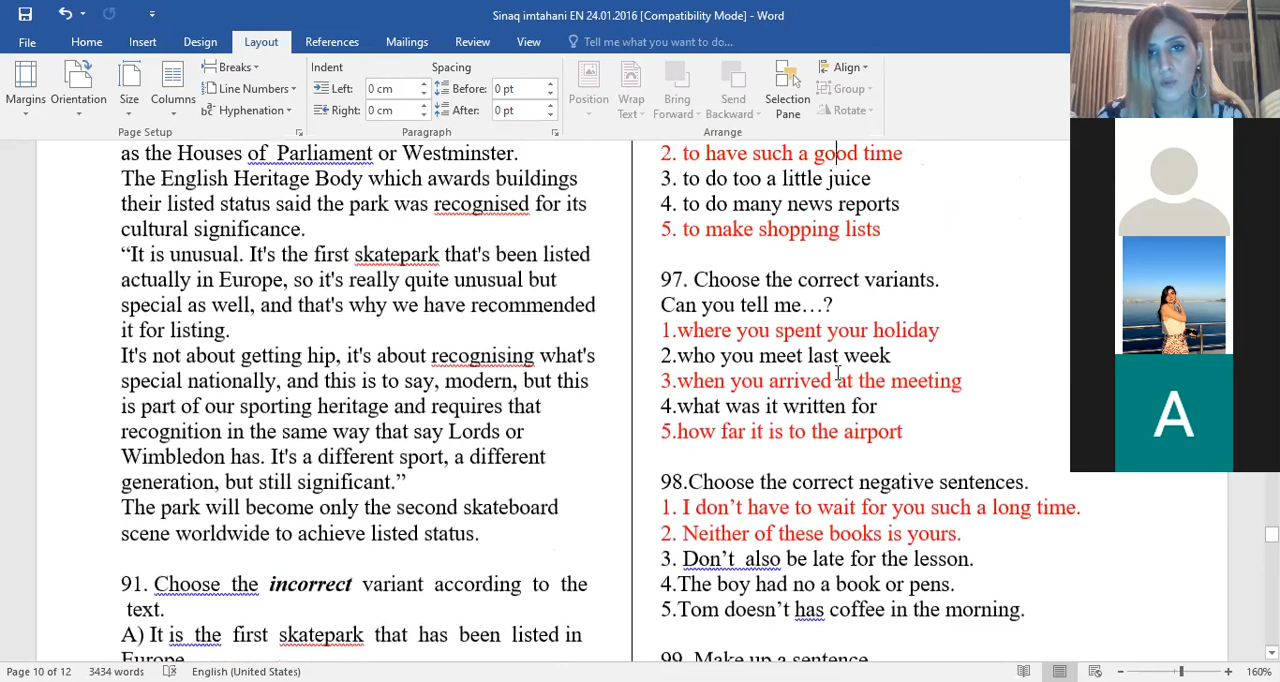 Sinaq imtahani EN 24.01.2016 [Compatibility Mode] - Word
File Home Insert Design Layout References Mailings Review View Tell me what you want to do...
Margins
Orientation
Size
Columns
Breaks
Line Numbers
Hyphenation
Page Setup
Indent
Left: 0 cm
Right: 0 cm
Spacing
Before: 0 pt
After: 0 pt
Paragraph
Position
Wrap
Text
Bring
Forward
Send
Backward
Selection
Pane
Align
Group
Rotate
Arrange
as the Houses of Parliament or Westminster.
The English Heritage Body which awards buildings
their listed status said the park was recognised for its
cultural significance.
“It is unusual. It's the first skatepark that's been listed
actually in Europe, so it's really quite unusual but
special as well, and that's why we have recommended
it for listing.
It's not about getting hip, it's about recognising what's
special nationally, and this is to say, modern, but this
is part of our sporting heritage and requires that
recognition in the same way that say Lords or
Wimbledon has. It's a different sport, a different
generation, but still significant.”
The park will become only the second skateboard
scene worldwide to achieve listed status.
91. Choose the incorrect variant according to the
text.
A) It is the first skatepark that has been listed in
Europe
2. to have such a good time
3. to do too a little juice
4. to do many news reports
5. to make shopping lists
97. Choose the correct variants.
Can you tell me…?
1.where you spent your holiday
2.who you meet last week
3.when you arrived at the meeting
4.what was it written for
5.how far it is to the airport
98.Choose the correct negative sentences.
1. I don’t have to wait for you such a long time.
2. Neither of these books is yours.
3. Don’t also be late for the lesson.
4.The boy had no a book or pens.
5.Tom doesn’t has coffee in the morning.
99. Make up a sentence
A
Page 10 of 12 3434 words English (United States) 160%